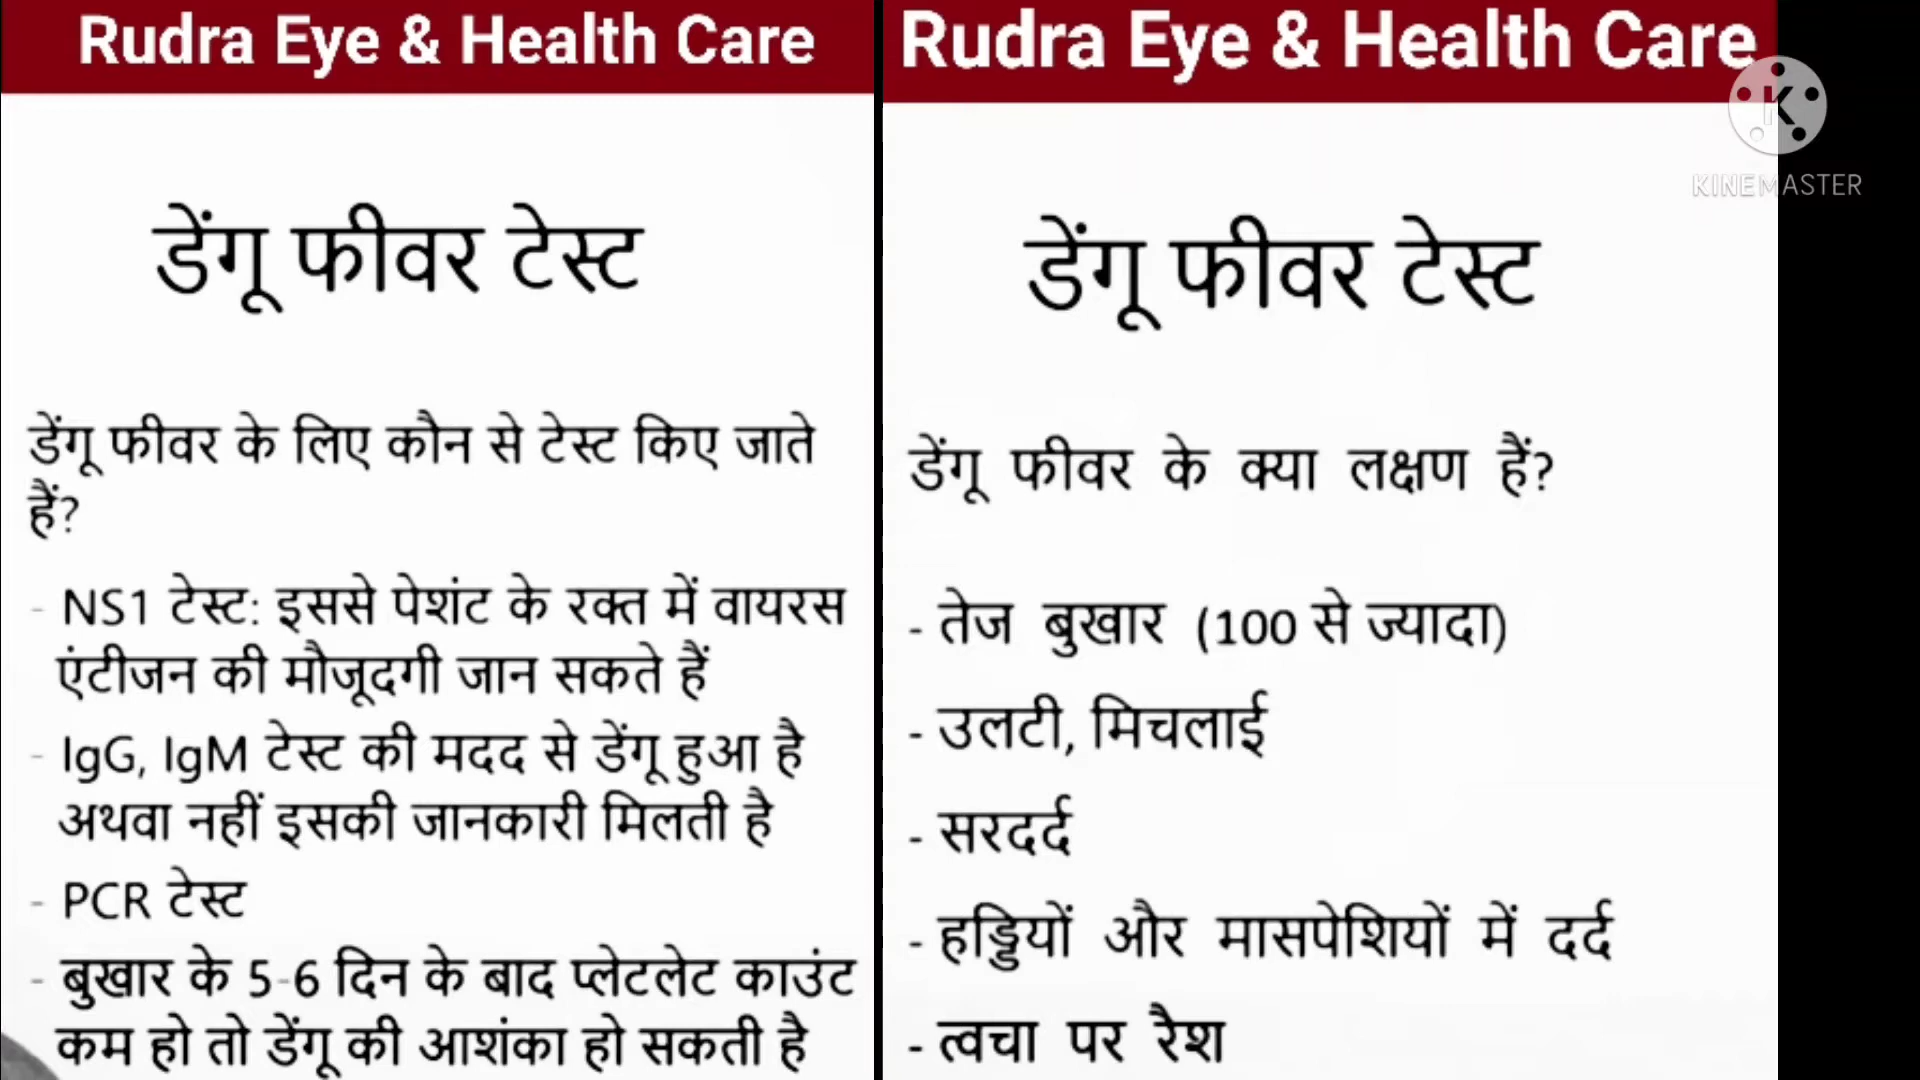 Rudra Eye & Health Care
डेंगू फीवर टेस्ट
डेंगू फीवर के लिए कौन से टेस्ट किए जाते
हैं?
- NS1 टेस्ट: इससे पेशंट के रक्त में वायरस
एंटीजन की मौजूदगी जान सकते हैं
- IgG, IgM टेस्ट की मदद से डेंगू हुआ है
अथवा नहीं इसकी जानकारी मिलती है
- PCR टेस्ट
- बुखार के 5-6 दिन के बाद प्लेटलेट काउंट
कम हो तो डेंगू की आशंका हो सकती है
Rudra Eye & Health Care
डेंगू फीवर टेस्ट
डेंगू फीवर के क्या लक्षण हैं?
- तेज बुखार (100 से ज्यादा)
- उलटी, मिचलाई
- सरदर्द
- हड्डियों और मासपेशियों में दर्द
- त्वचा पर रैश
K
KINEMASTER